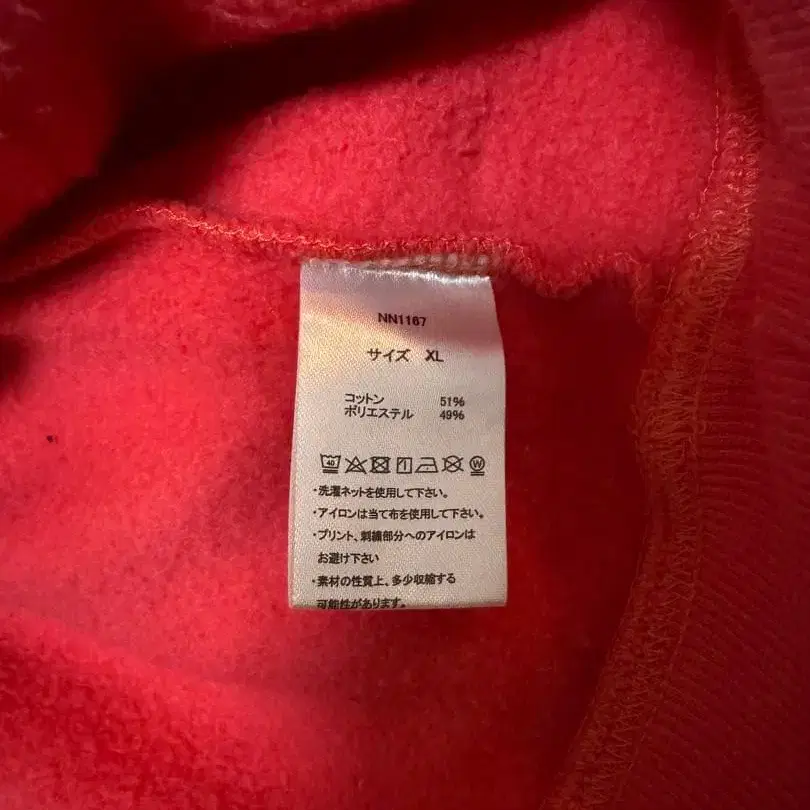 NN1167
サイズ XL
コットン 51%
ポリエステル 49%
40 W
・洗濯ネットを使用して下さい。
・アイロンは当て布を使用して下さい。
・プリント、刺繍部分へのアイロンは
お避け下さい
・素材の性質上、多少収縮する
可能性があります。